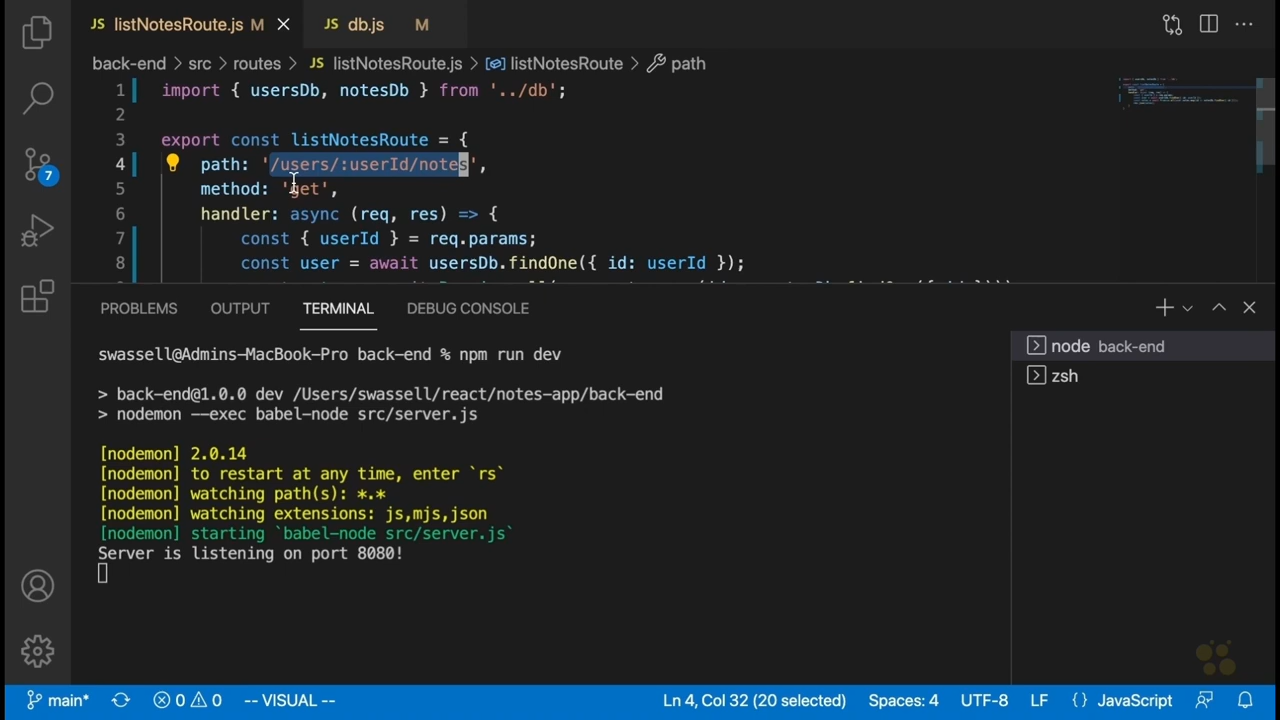 JS listNotesRoute.js M
JS db.js M
back-end > src > routes > JS listNotesRoute.js > listNotesRoute > path
1 import { usersDb, notesDb } from '../db';
2
3 export const listNotesRoute = {
4 path: '/users/:userId/notes',
5 method: 'get',
6 handler: async (req, res) => {
7 const { userId } = req.params;
8 const user = await usersDb.findOne({ id: userId });
7
PROBLEMS OUTPUT TERMINAL DEBUG CONSOLE
swassell@Admins-MacBook-Pro back-end % npm run dev
> back-end@1.0.0 dev /Users/swassell/react/notes-app/back-end
> nodemon --exec babel-node src/server.js
[nodemon] 2.0.14
[nodemon] to restart at any time, enter `rs`
[nodemon] watching path(s): *.*
[nodemon] watching extensions: js,mjs,json
[nodemon] starting `babel-node src/server.js`
Server is listening on port 8080!
node back-end
zsh
main* 0 0 -- VISUAL -- Ln 4, Col 32 (20 selected) Spaces: 4 UTF-8 LF {} JavaScript